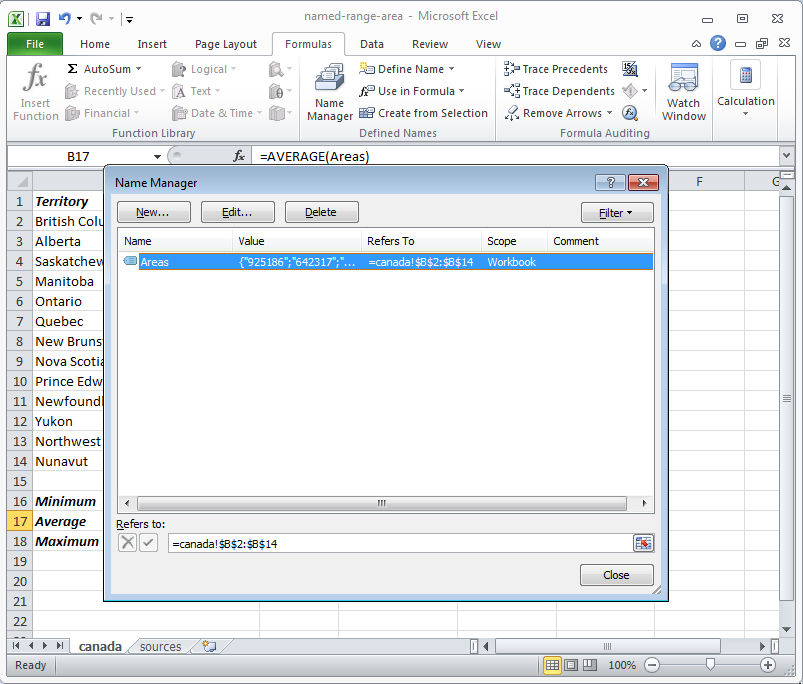 named-range-area - Microsoft Excel
File Home Insert Page Layout Formulas Data Review View
Insert Function
Σ AutoSum
Recently Used
Financial
Logical
Text
Date & Time
Function Library
Name Manager
Define Name
Use in Formula
Create from Selection
Defined Names
Trace Precedents
Trace Dependents
Remove Arrows
Formula Auditing
Watch Window
Calculation
B17 fx =AVERAGE(Areas)
F G
1 Territory
2 British Colu
3 Alberta
4 Saskatchew
5 Manitoba
6 Ontario
7 Quebec
8 New Bruns
9 Nova Scotia
10 Prince Edw
11 Newfoundl
12 Yukon
13 Northwest
14 Nunavut
15
16 Minimum
17 Average
18 Maximum
19
20
21
22
Name Manager
New... Edit... Delete Filter
Name Value Refers To Scope Comment
Areas {"925186";"642317";"... =canada!$B$2:$B$14 Workbook
Refers to:
=canada!$B$2:$B$14
Close
canada sources
Ready 100%